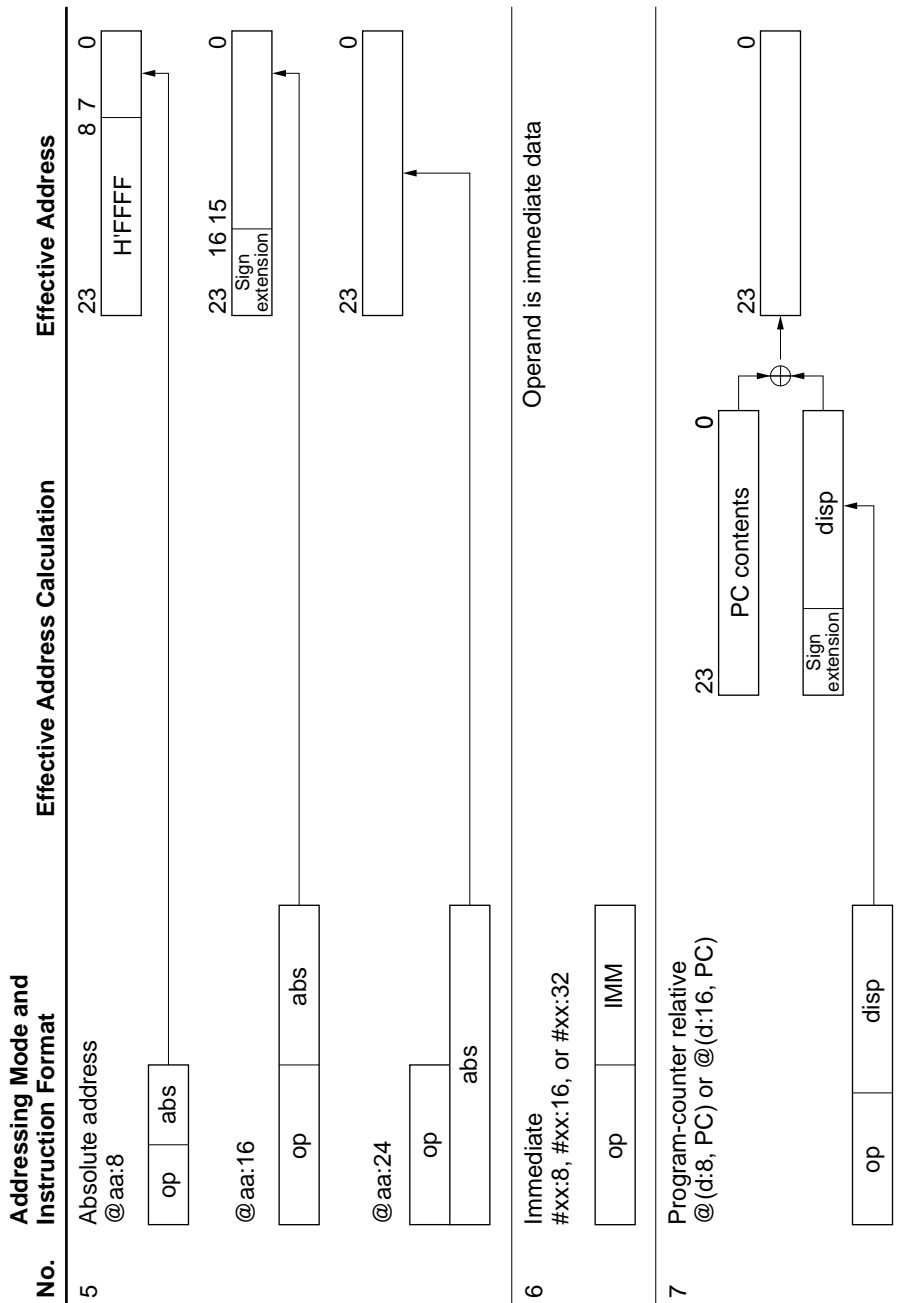 No.
Addressing Mode and
Instruction Format
Effective Address Calculation
Effective Address
5
Absolute address
@aa:8
op
abs
23
8 7
0
H'FFFF
@aa:16
op
abs
23
16 15
0
Sign
extension
@aa:24
op
abs
23
0
6
Immediate
#xx:8, #xx:16, or #xx:32
op
IMM
Operand is immediate data
7
Program-counter relative
@(d:8, PC) or @(d:16, PC)
op
disp
23
0
PC contents
Sign
extension
disp
23
0